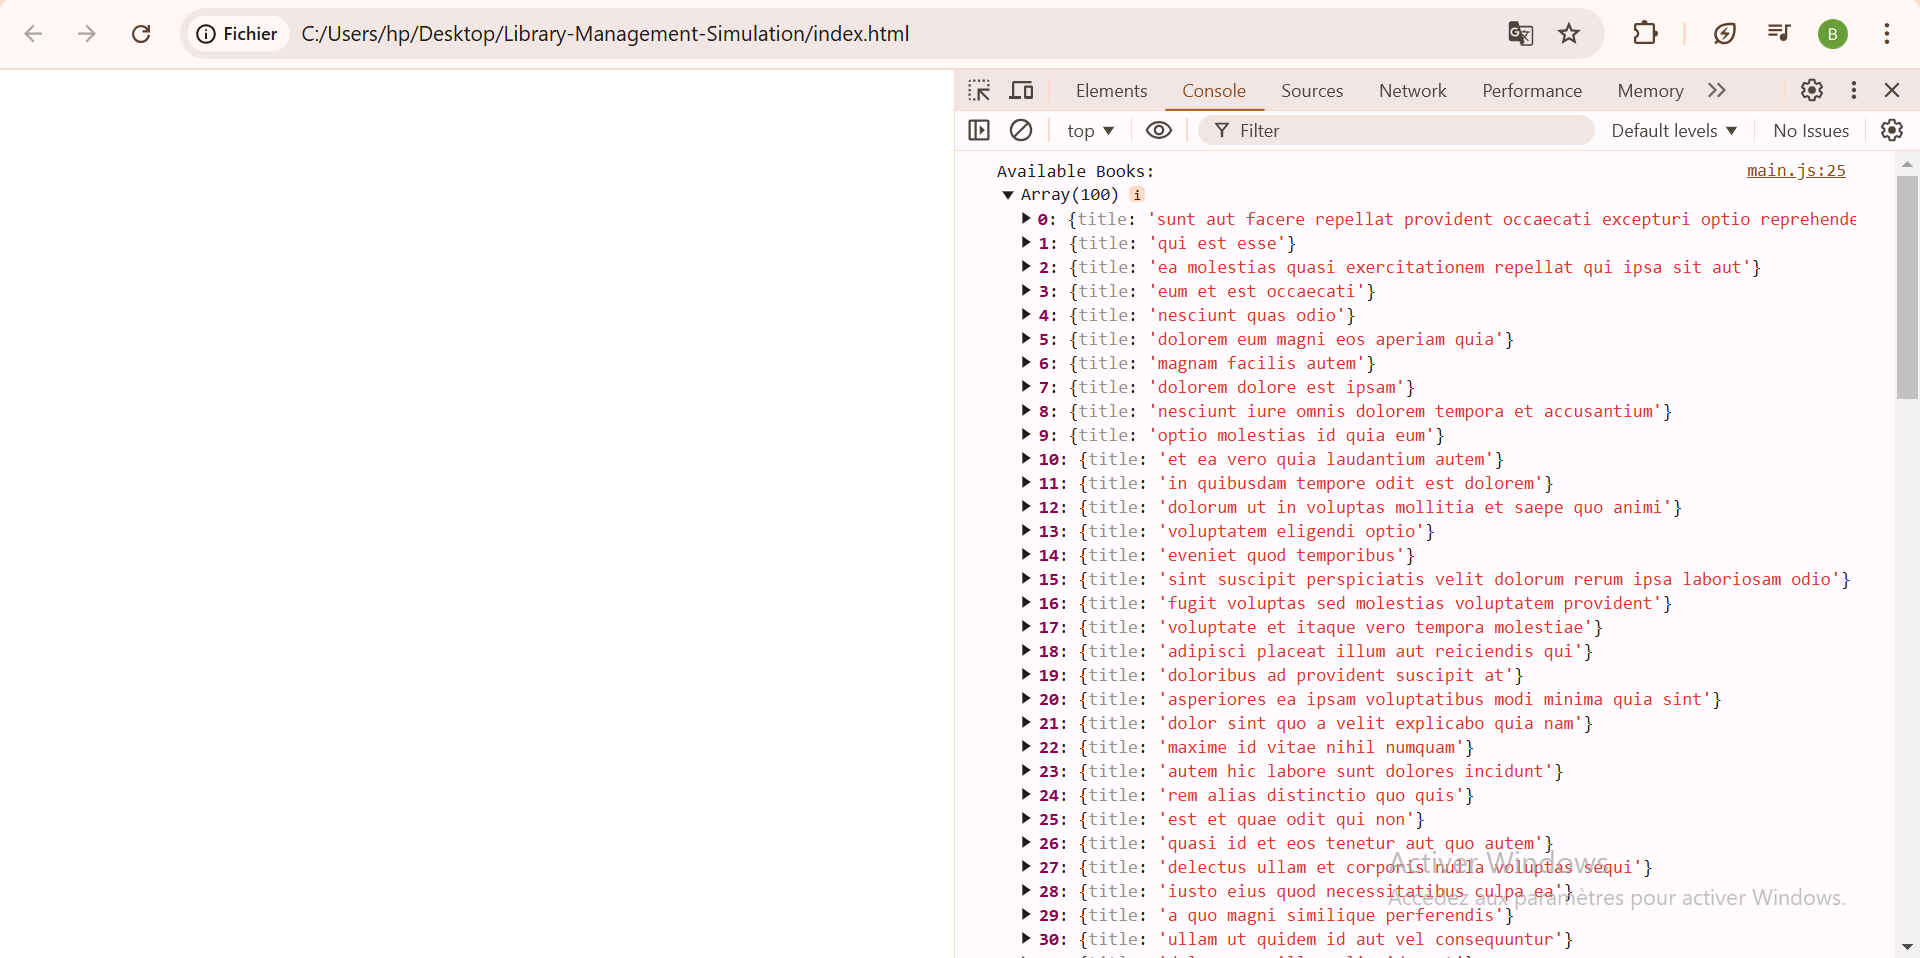 Fichier C:/Users/hp/Desktop/Library-Management-Simulation/index.html B
Elements Console Sources Network Performance Memory
top Filter Default levels No Issues
Available Books: main.js:25
Array(100) i
0: {title: 'sunt aut facere repellat provident occaecati excepturi optio reprehende
1: {title: 'qui est esse'}
2: {title: 'ea molestias quasi exercitationem repellat qui ipsa sit aut'}
3: {title: 'eum et est occaecati'}
4: {title: 'nesciunt quas odio'}
5: {title: 'dolorem eum magni eos aperiam quia'}
6: {title: 'magnam facilis autem'}
7: {title: 'dolorem dolore est ipsam'}
8: {title: 'nesciunt iure omnis dolorem tempora et accusantium'}
9: {title: 'optio molestias id quia eum'}
10: {title: 'et ea vero quia laudantium autem'}
11: {title: 'in quibusdam tempore odit est dolorem'}
12: {title: 'dolorum ut in voluptas mollitia et saepe quo animi'}
13: {title: 'voluptatem eligendi optio'}
14: {title: 'eveniet quod temporibus'}
15: {title: 'sint suscipit perspiciatis velit dolorum rerum ipsa laboriosam odio'}
16: {title: 'fugit voluptas sed molestias voluptatem provident'}
17: {title: 'voluptate et itaque vero tempora molestiae'}
18: {title: 'adipisci placeat illum aut reiciendis qui'}
19: {title: 'doloribus ad provident suscipit at'}
20: {title: 'asperiores ea ipsam voluptatibus modi minima quia sint'}
21: {title: 'dolor sint quo a velit explicabo quia nam'}
22: {title: 'maxime id vitae nihil numquam'}
23: {title: 'autem hic labore sunt dolores incidunt'}
24: {title: 'rem alias distinctio quo quis'}
25: {title: 'est et quae odit qui non'}
26: {title: 'quasi id et eos tenetur aut quo autem'}
27: {title: 'delectus ullam et corporis nulla voluptas sequi'}
28: {title: 'iusto eius quod necessitatibus culpa ea'}
29: {title: 'a quo magni similique perferendis'}
30: {title: 'ullam ut quidem id aut vel consequuntur'}
Activer Windows
Accédez aux paramètres pour activer Windows.